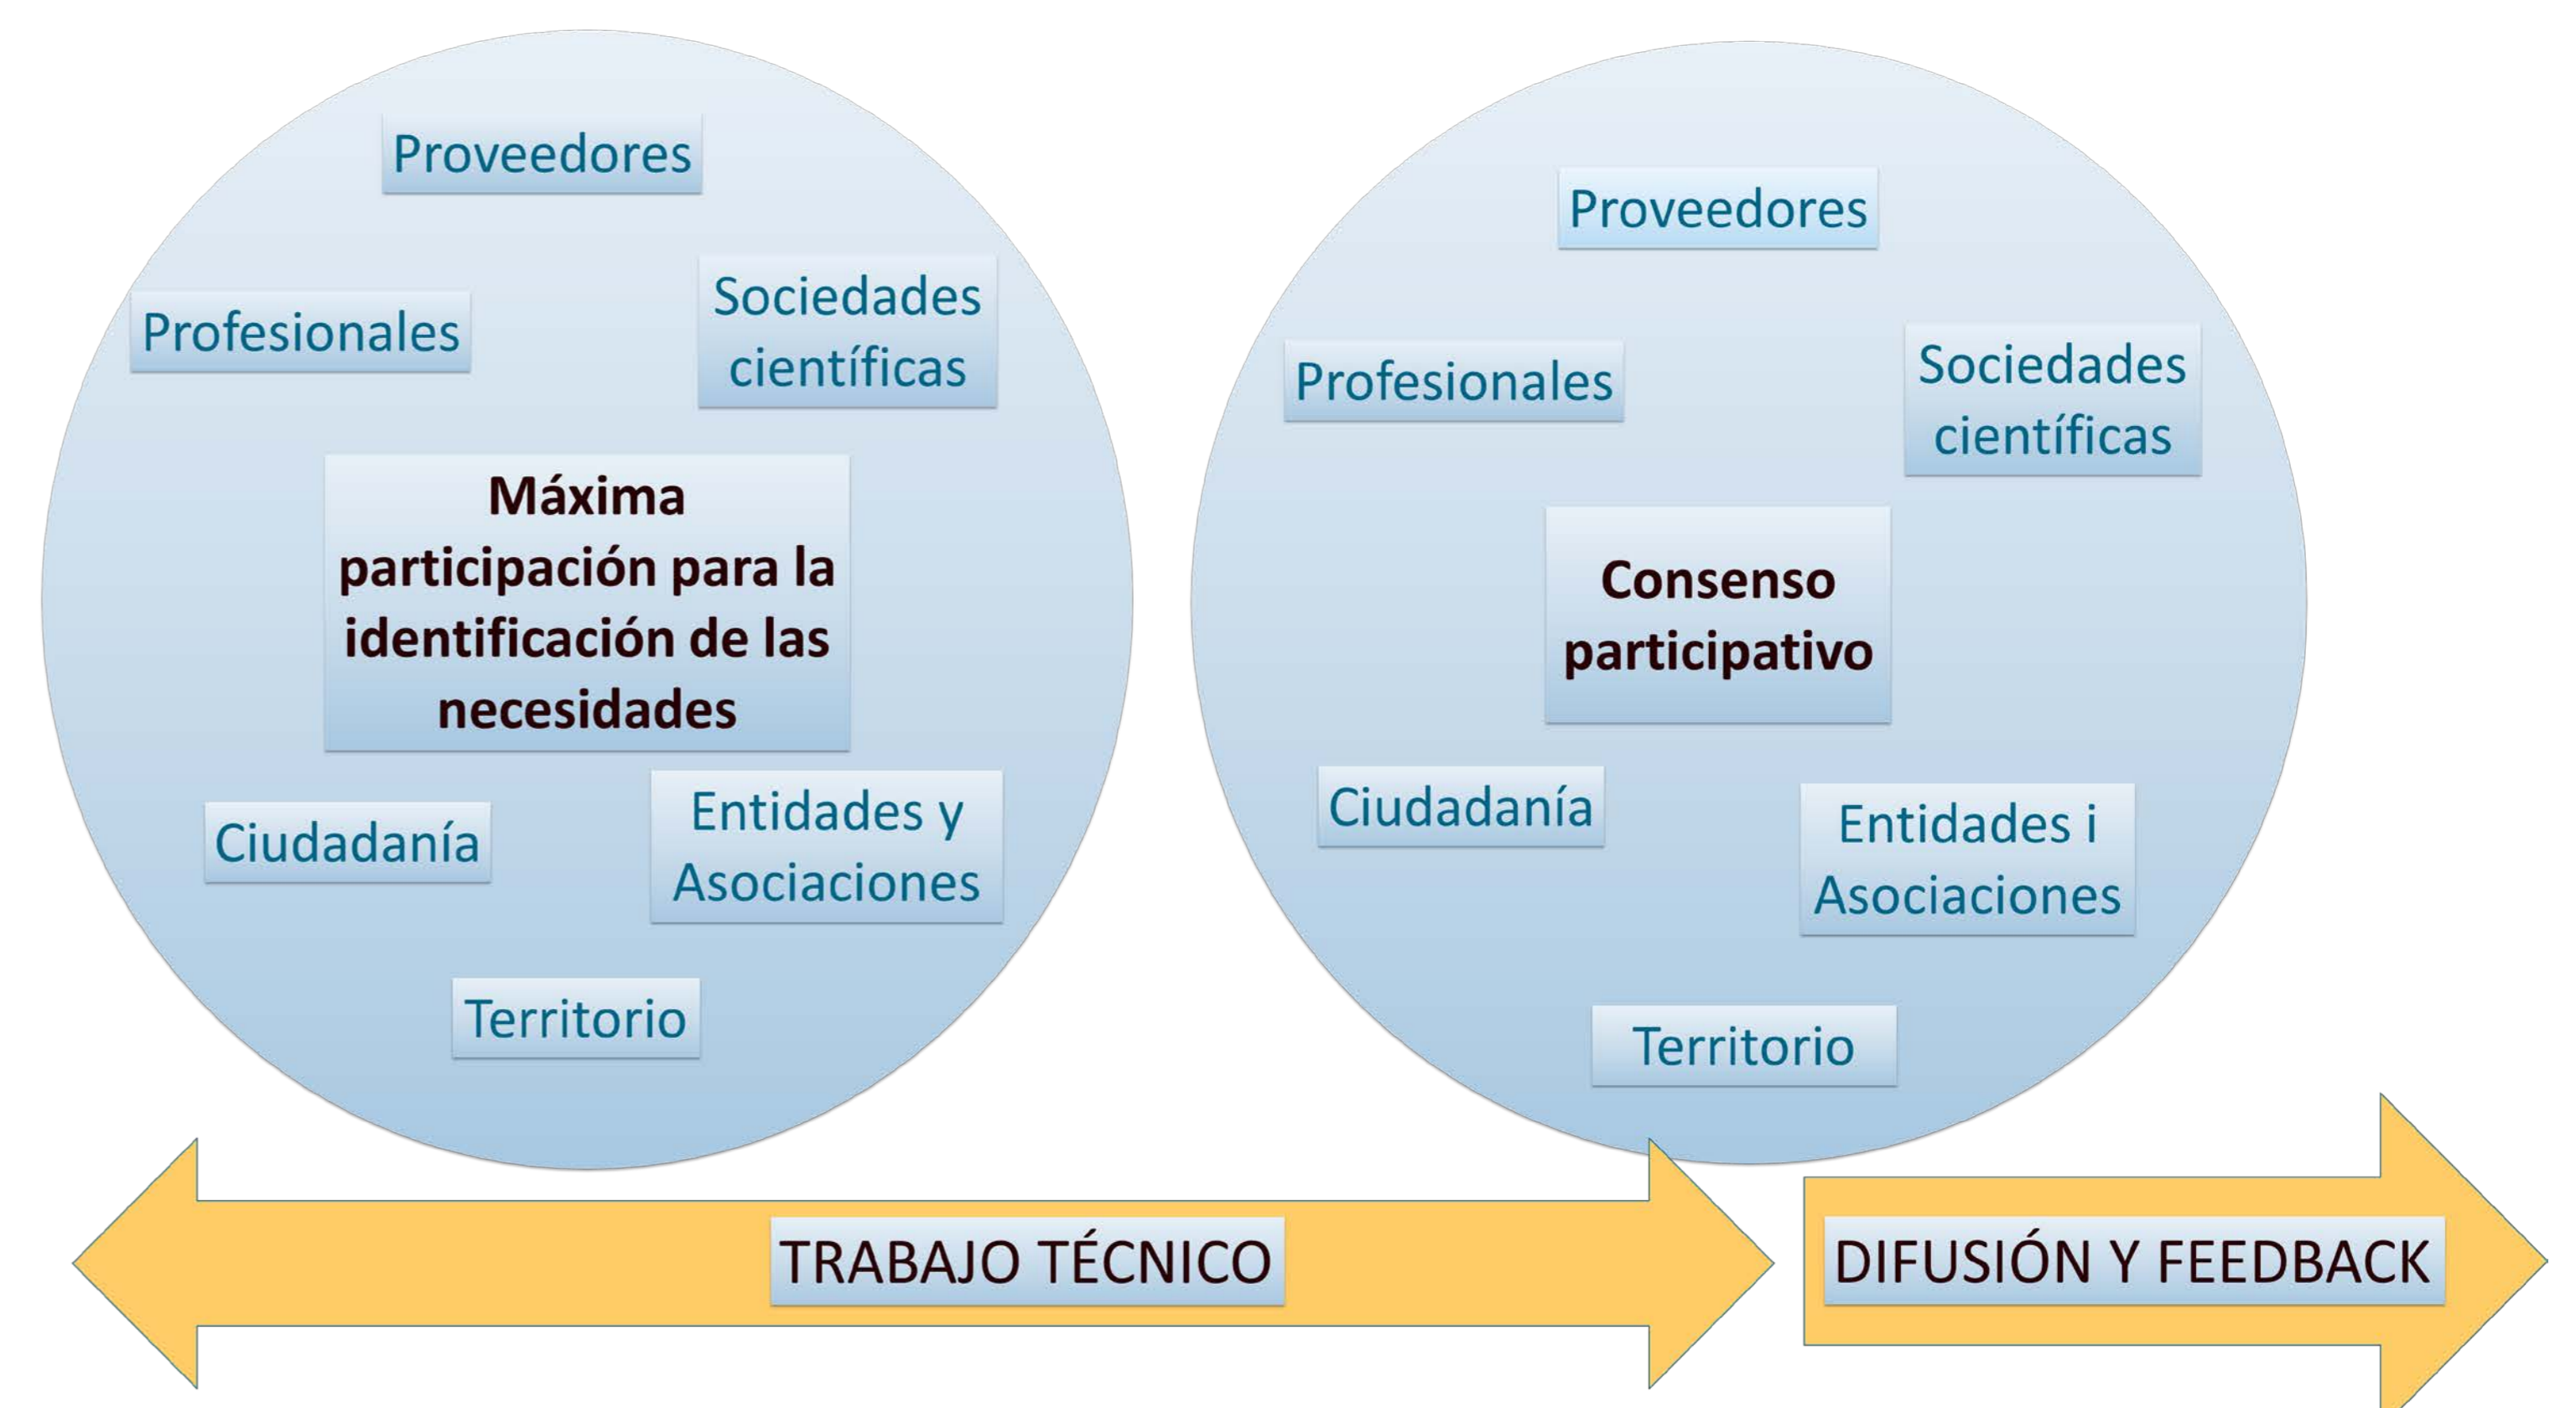 Proveedores
Profesionales
Sociedades
científicas
Máxima
participación para la
identificación de las
necesidades
Ciudadanía
Entidades y
Asociaciones
Territorio
Proveedores
Profesionales
Sociedades
científicas
Consenso
participativo
Ciudadanía
Entidades i
Asociaciones
Territorio
TRABAJO TÉCNICO
DIFUSIÓN Y FEEDBACK